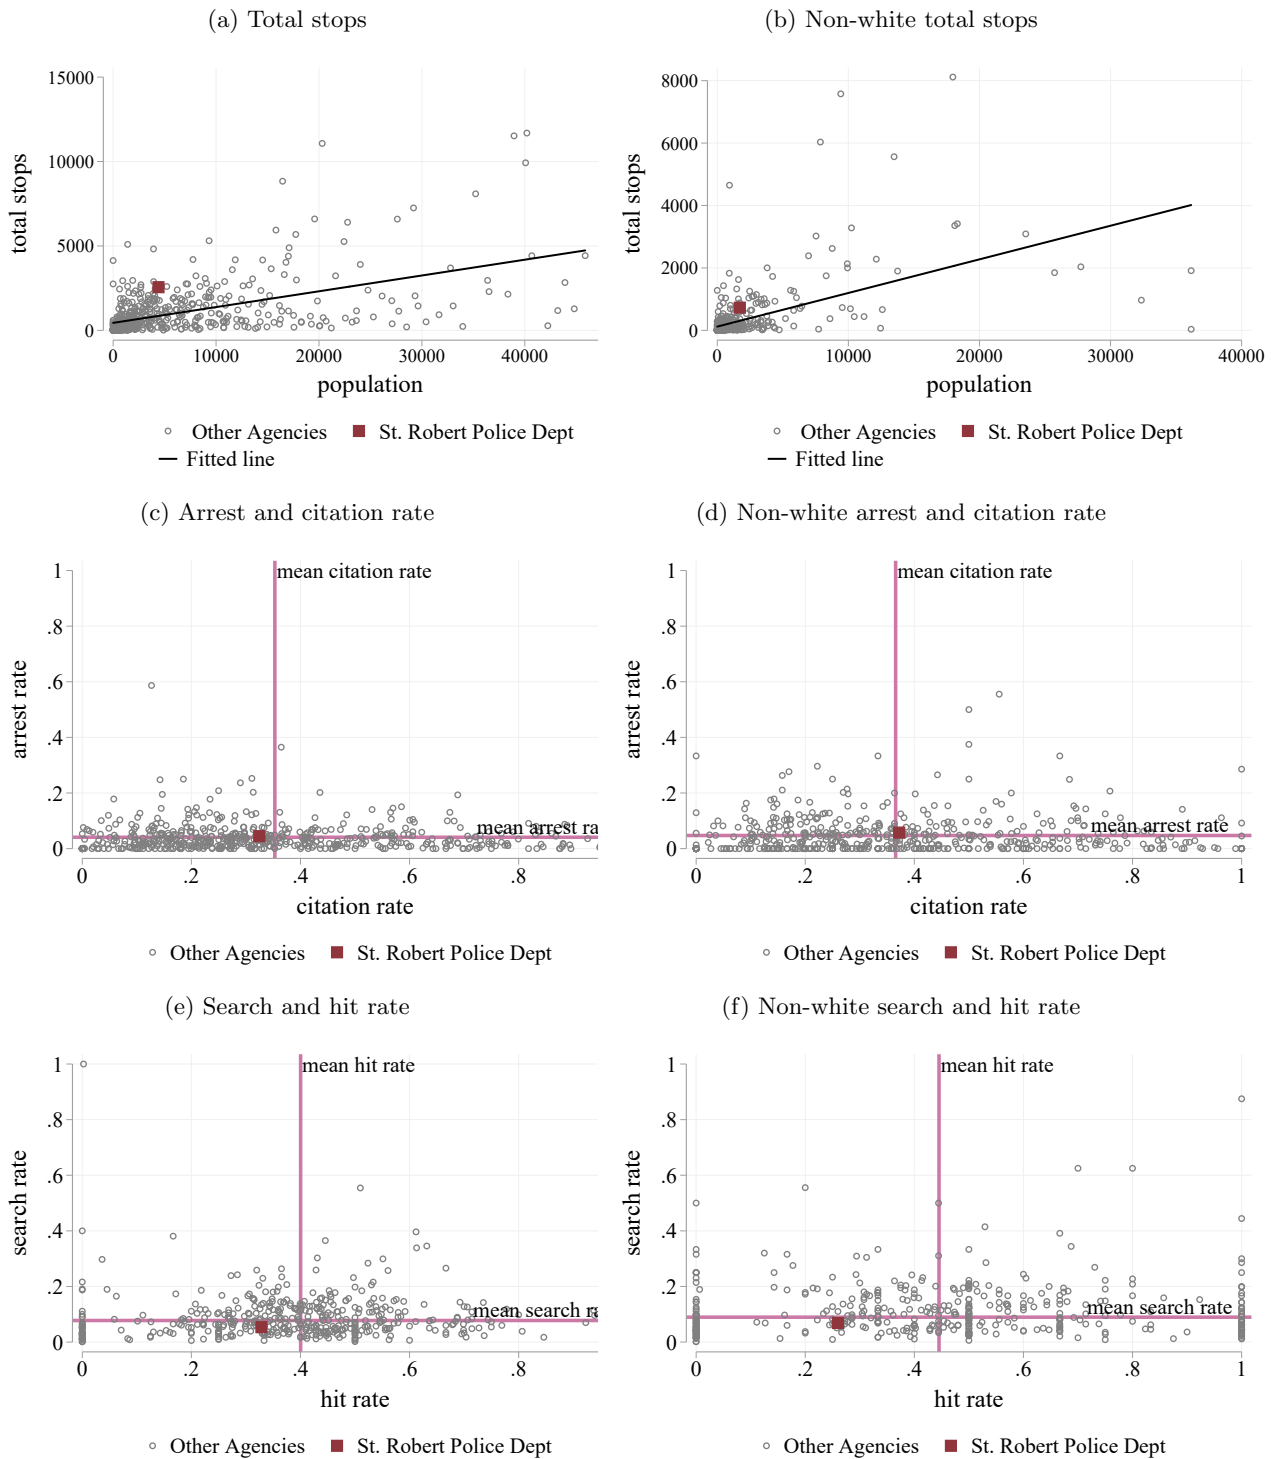 (a) Total stops
(b) Non-white total stops
total stops
15000
10000
5000
0
0 10000 20000 30000 40000
population
Other Agencies St. Robert Police Dept
Fitted line
total stops
8000
6000
4000
2000
0
0 10000 20000 30000 40000
population
Other Agencies St. Robert Police Dept
Fitted line
(c) Arrest and citation rate
(d) Non-white arrest and citation rate
arrest rate
1
.8
.6
.4
.2
0
mean citation rate
mean arrest ra
0 .2 .4 .6 .8
citation rate
Other Agencies St. Robert Police Dept
arrest rate
1
.8
.6
.4
.2
0
mean citation rate
mean arrest rate
0 .2 .4 .6 .8 1
citation rate
Other Agencies St. Robert Police Dept
(e) Search and hit rate
(f) Non-white search and hit rate
search rate
1
.8
.6
.4
.2
0
mean hit rate
mean search ra
0 .2 .4 .6 .8
hit rate
Other Agencies St. Robert Police Dept
search rate
1
.8
.6
.4
.2
0
mean hit rate
mean search rate
0 .2 .4 .6 .8 1
hit rate
Other Agencies St. Robert Police Dept